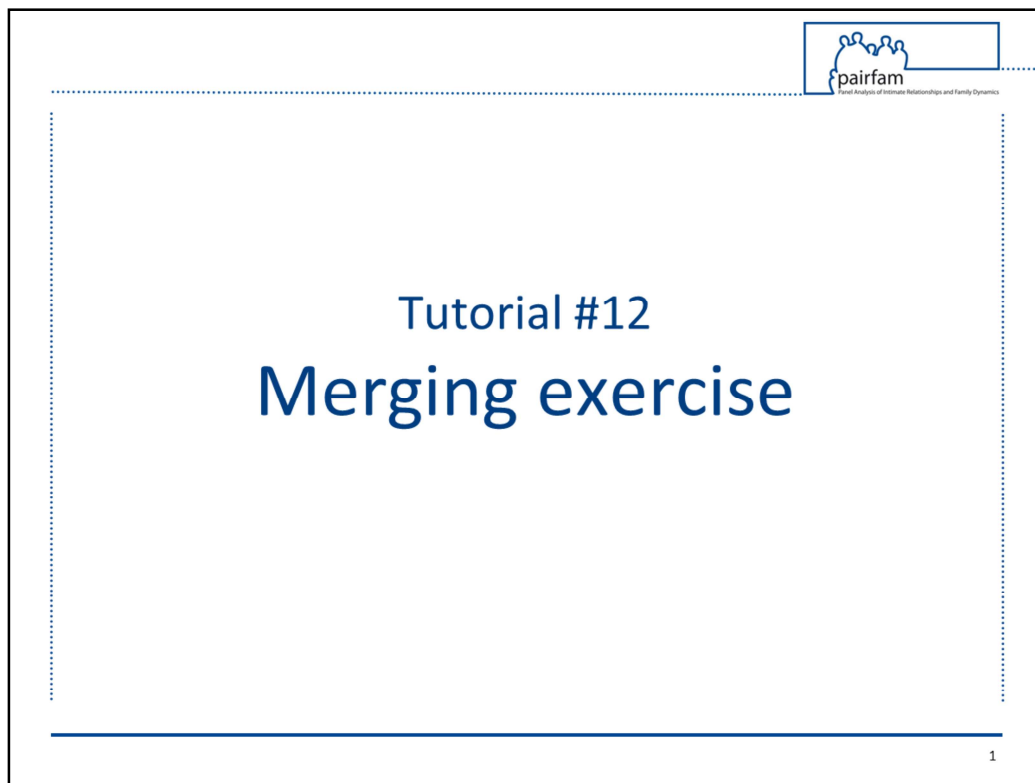 pairfam
Panel Analysis of Intimate Relationships and Family Dynamics
Tutorial #12
Merging exercise
1